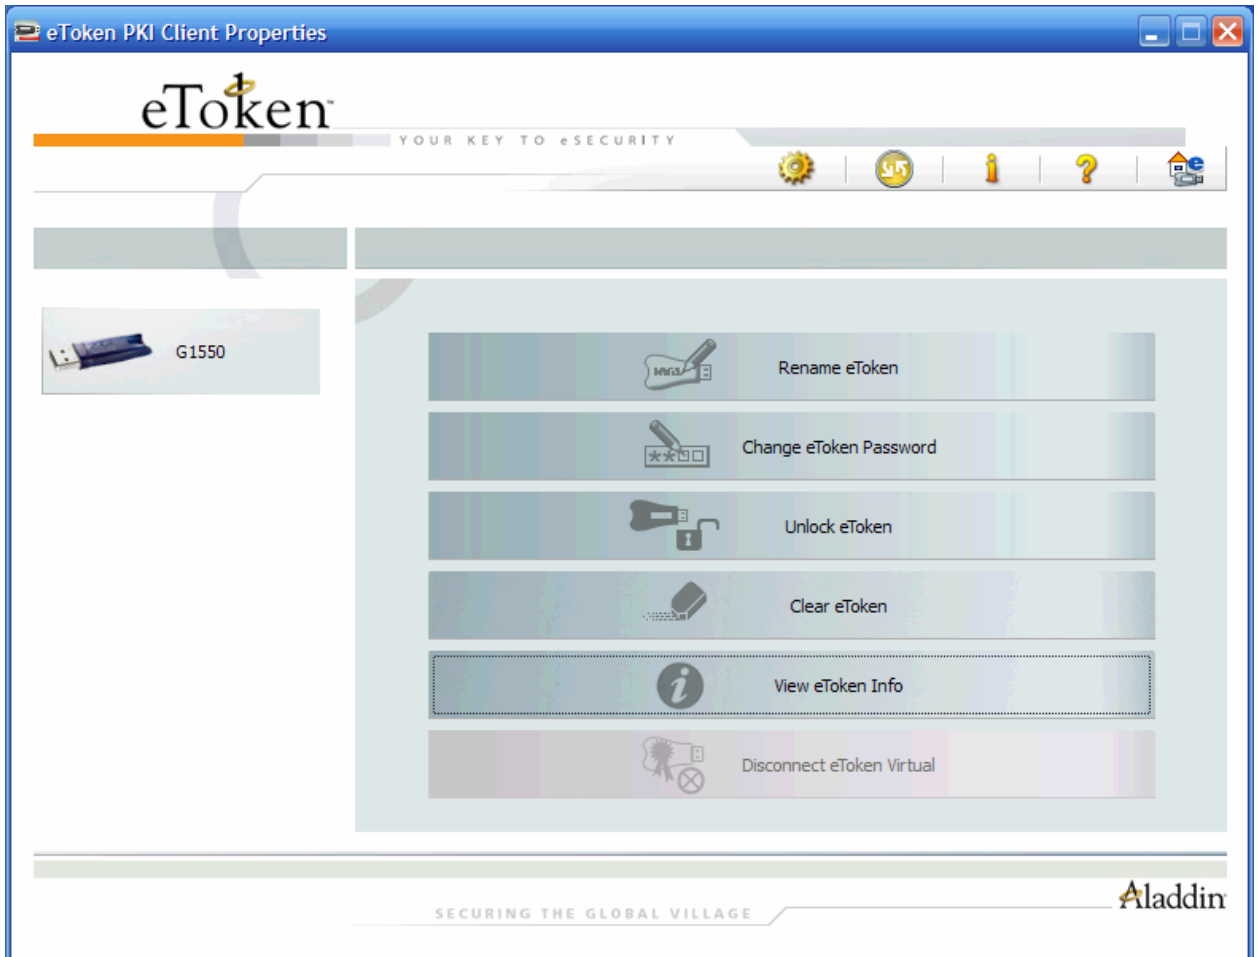 eToken PKI Client Properties
eToken™
YOUR KEY TO eSECURITY
G1550
Rename eToken
Change eToken Password
Unlock eToken
Clear eToken
View eToken Info
Disconnect eToken Virtual
Aladdin
SECURING THE GLOBAL VILLAGE